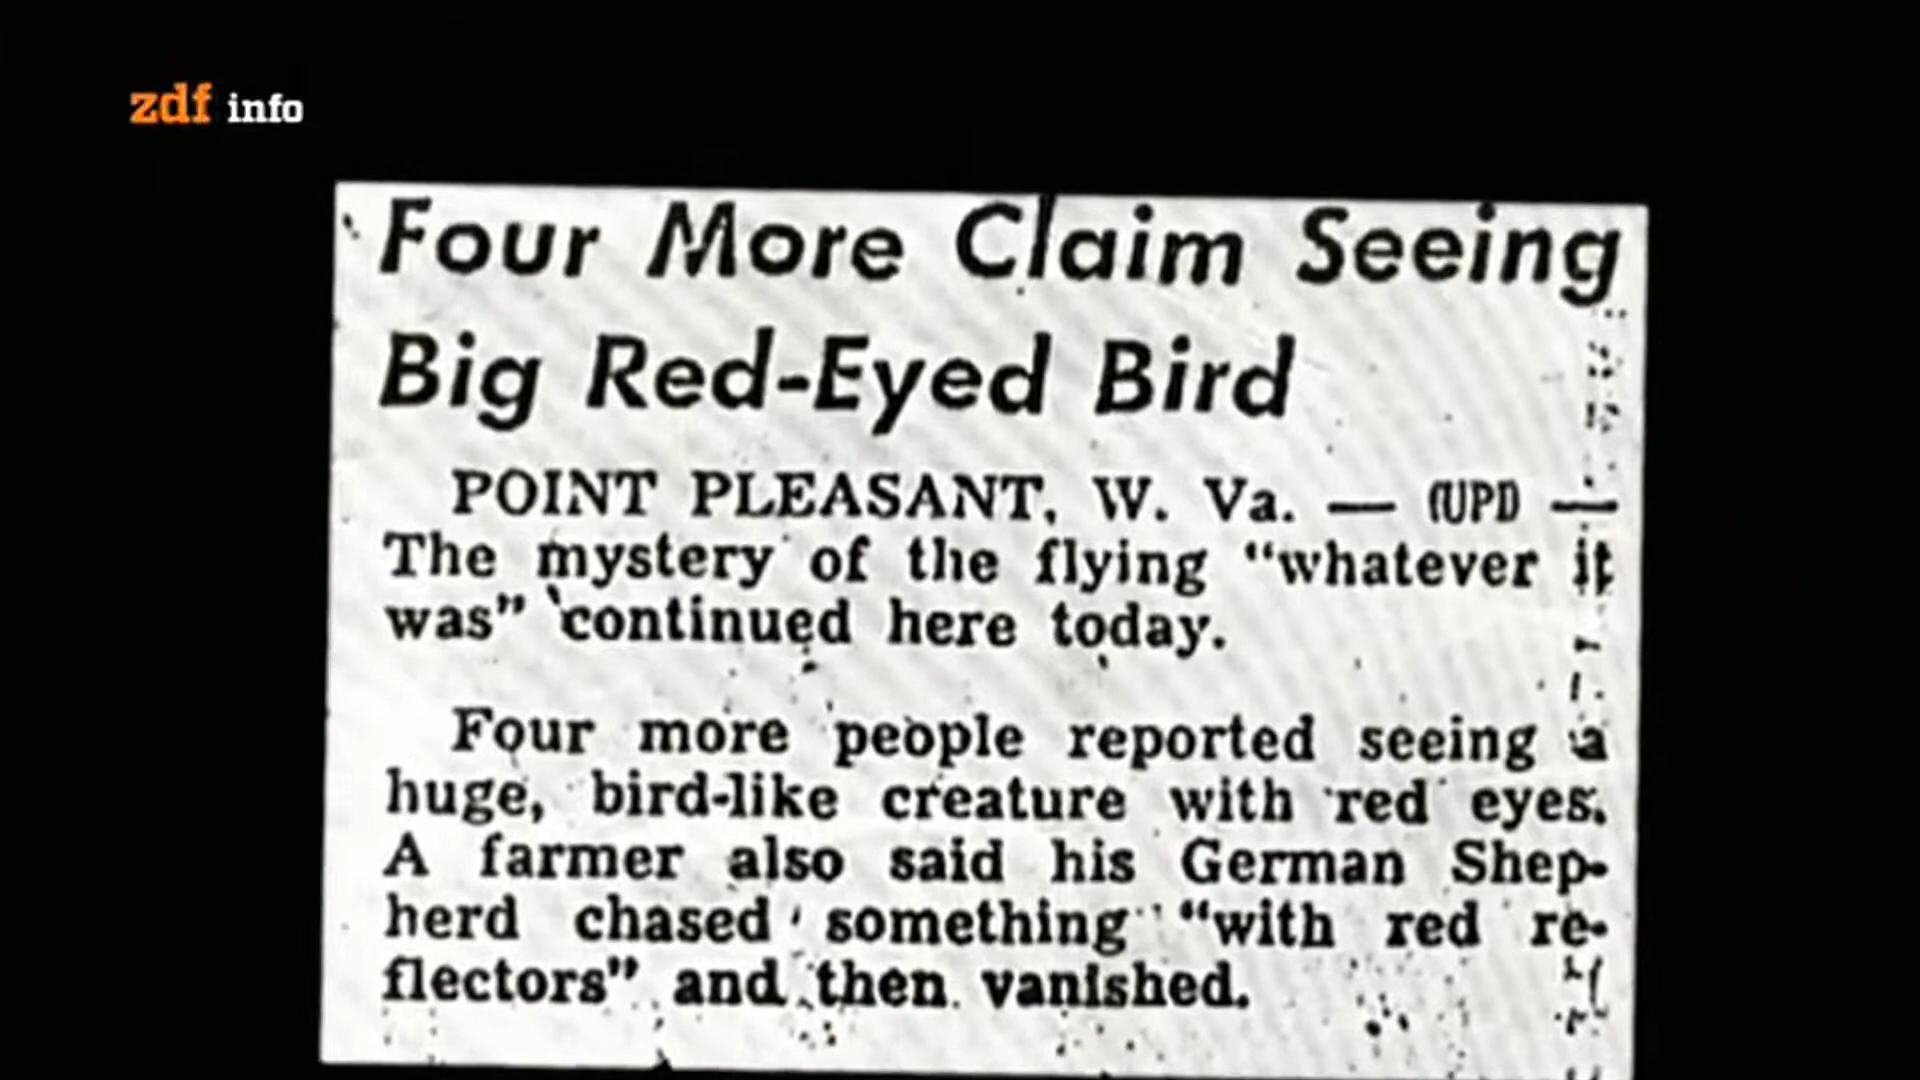 zdf info
Four More Claim Seeing
Big Red-Eyed Bird
POINT PLEASANT, W. Va. — (UPI) —
The mystery of the flying "whatever it
was" continued here today.
Four more people reported seeing a
huge, bird-like creature with red eyes.
A farmer also said his German Shep-
herd chased something "with red re-
flectors" and then vanished.